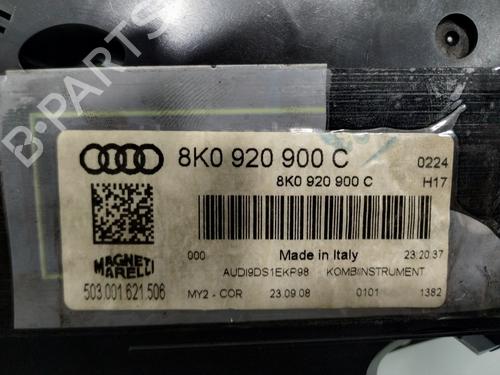 B-PARTS
8K0 920 900 C
0224
8K0 920 900 C
H17
000
Made in Italy
23:20.37
MAGNETI
MARELLI
AUDI9DS1EKP98
KOMBIINSTRUMENT
503.001.621.506
MY2 - COR
23.09.08
0101
1382